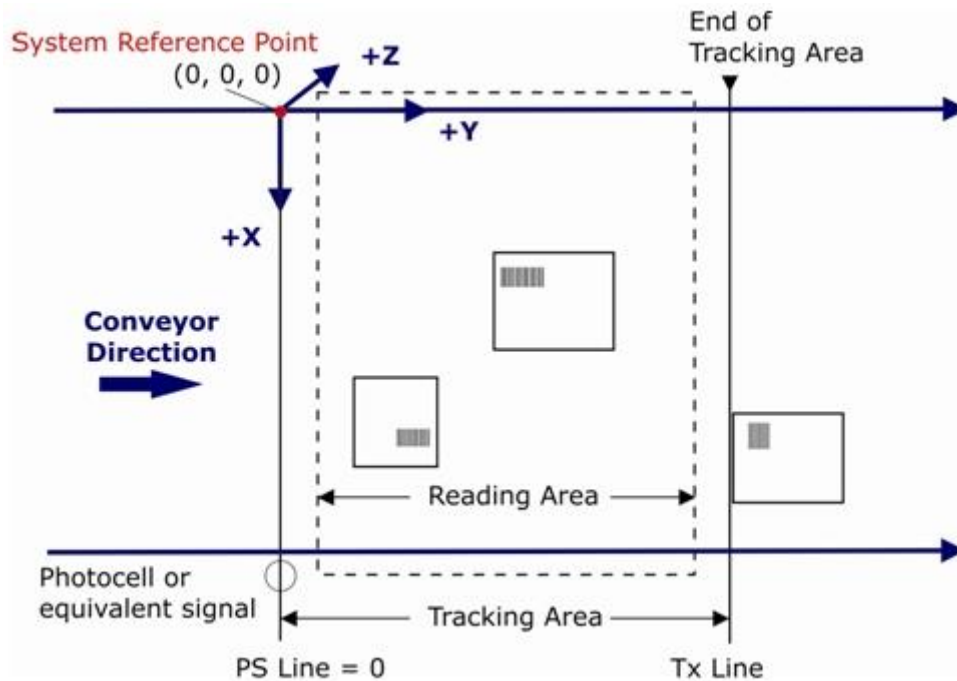 System Reference Point
(0, 0, 0)
+Z
+Y
+X
End of
Tracking Area
Conveyor
Direction
Reading Area
Photocell or
equivalent signal
Tracking Area
PS Line = 0
Tx Line